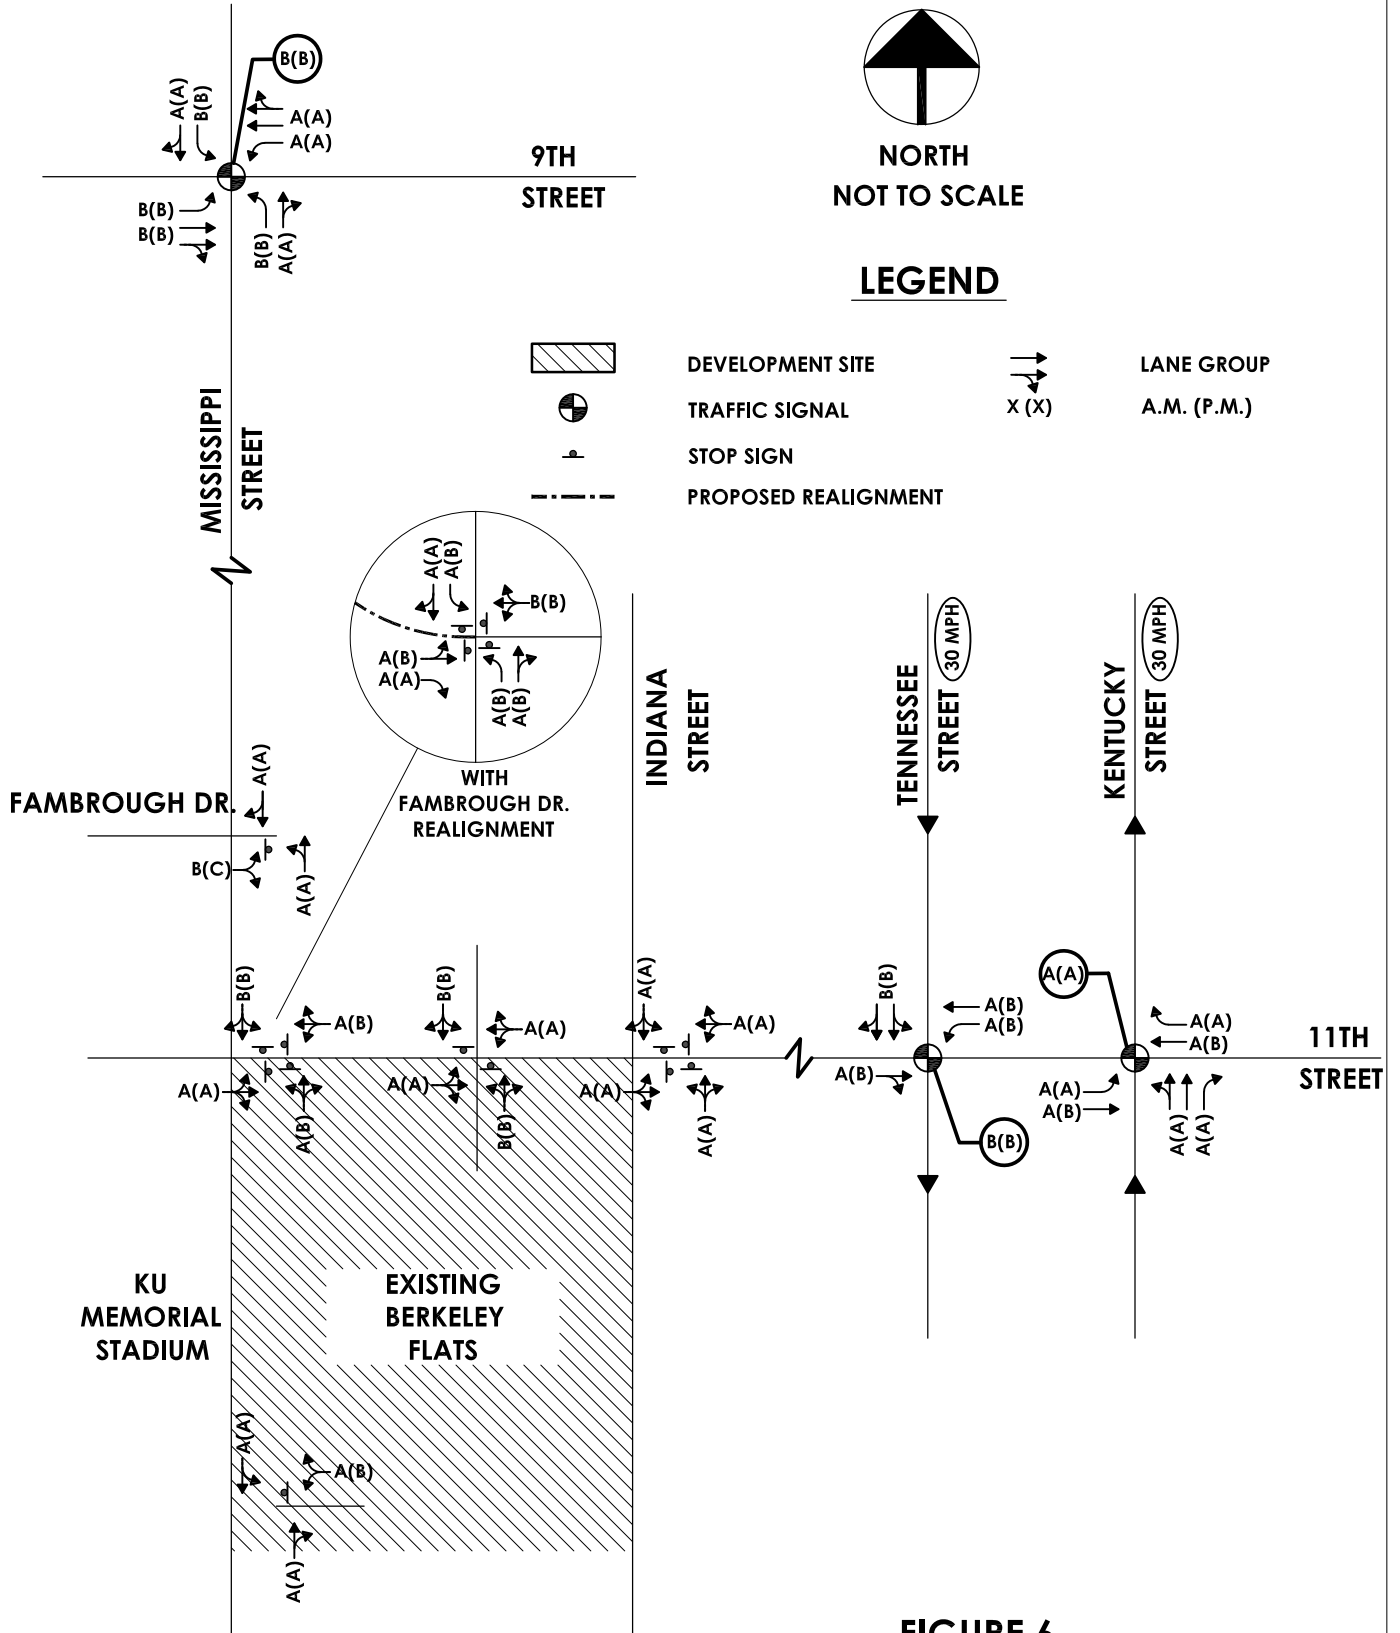 B(B)
A(A)
B(B)
A(A)
A(A)
9TH
STREET
B(B)
B(B)
B(B)
A(A)
NORTH
NOT TO SCALE
LEGEND
DEVELOPMENT SITE
LANE GROUP
TRAFFIC SIGNAL
X (X)
A.M. (P.M.)
STOP SIGN
PROPOSED REALIGNMENT
MISSISSIPPI
STREET
A(A)
A(B)
B(B)
A(B)
A(A)
A(B)
A(B)
WITH
FAMBROUGH DR.
REALIGNMENT
INDIANA
STREET
TENNESSEE
STREET
30 MPH
KENTUCKY
STREET
30 MPH
FAMBROUGH DR.
A(A)
B(C)
A(A)
B(B)
A(B)
A(A)
A(B)
B(B)
A(A)
A(A)
B(B)
A(A)
A(A)
A(A)
A(A)
B(B)
A(B)
A(B)
A(B)
B(B)
A(A)
A(A)
A(B)
A(A)
A(B)
A(A)
A(A)
11TH
STREET
KU
MEMORIAL
STADIUM
EXISTING
BERKELEY
FLATS
A(A)
A(B)
A(A)
FIGURE 6